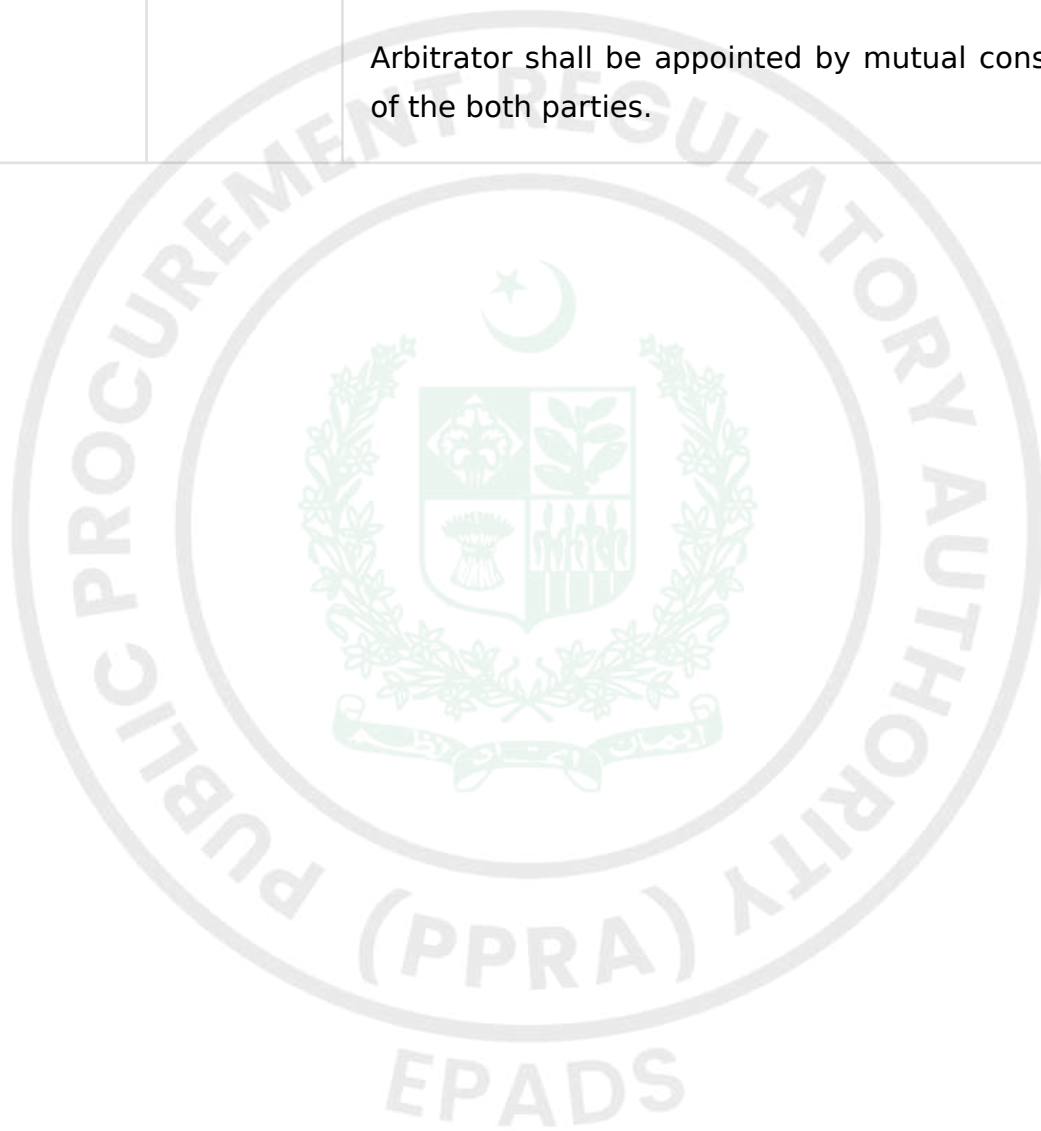 Arbitrator shall be appointed by mutual cons
of the both parties.
PUBLIC PROCUREMENT REGULATORY AUTHORITY
(PPRA)
EPADS